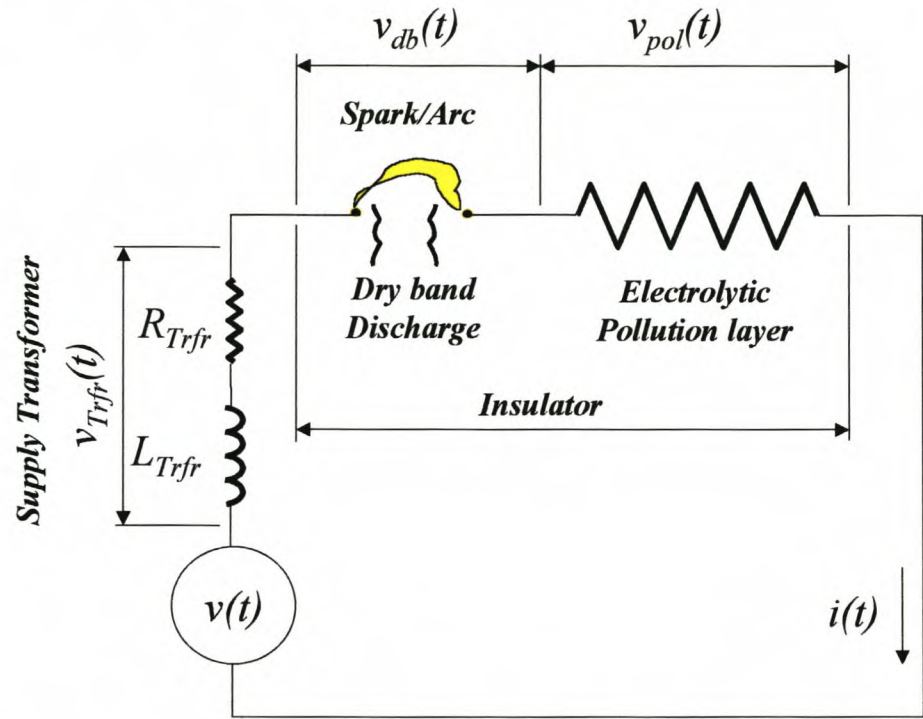 v_db(t)
v_pol(t)
Spark/Arc
Dry band
Discharge
Electrolytic
Pollution layer
Insulator
Supply Transformer
v_Trfr(t)
R_Trfr
L_Trfr
v(t)
i(t)